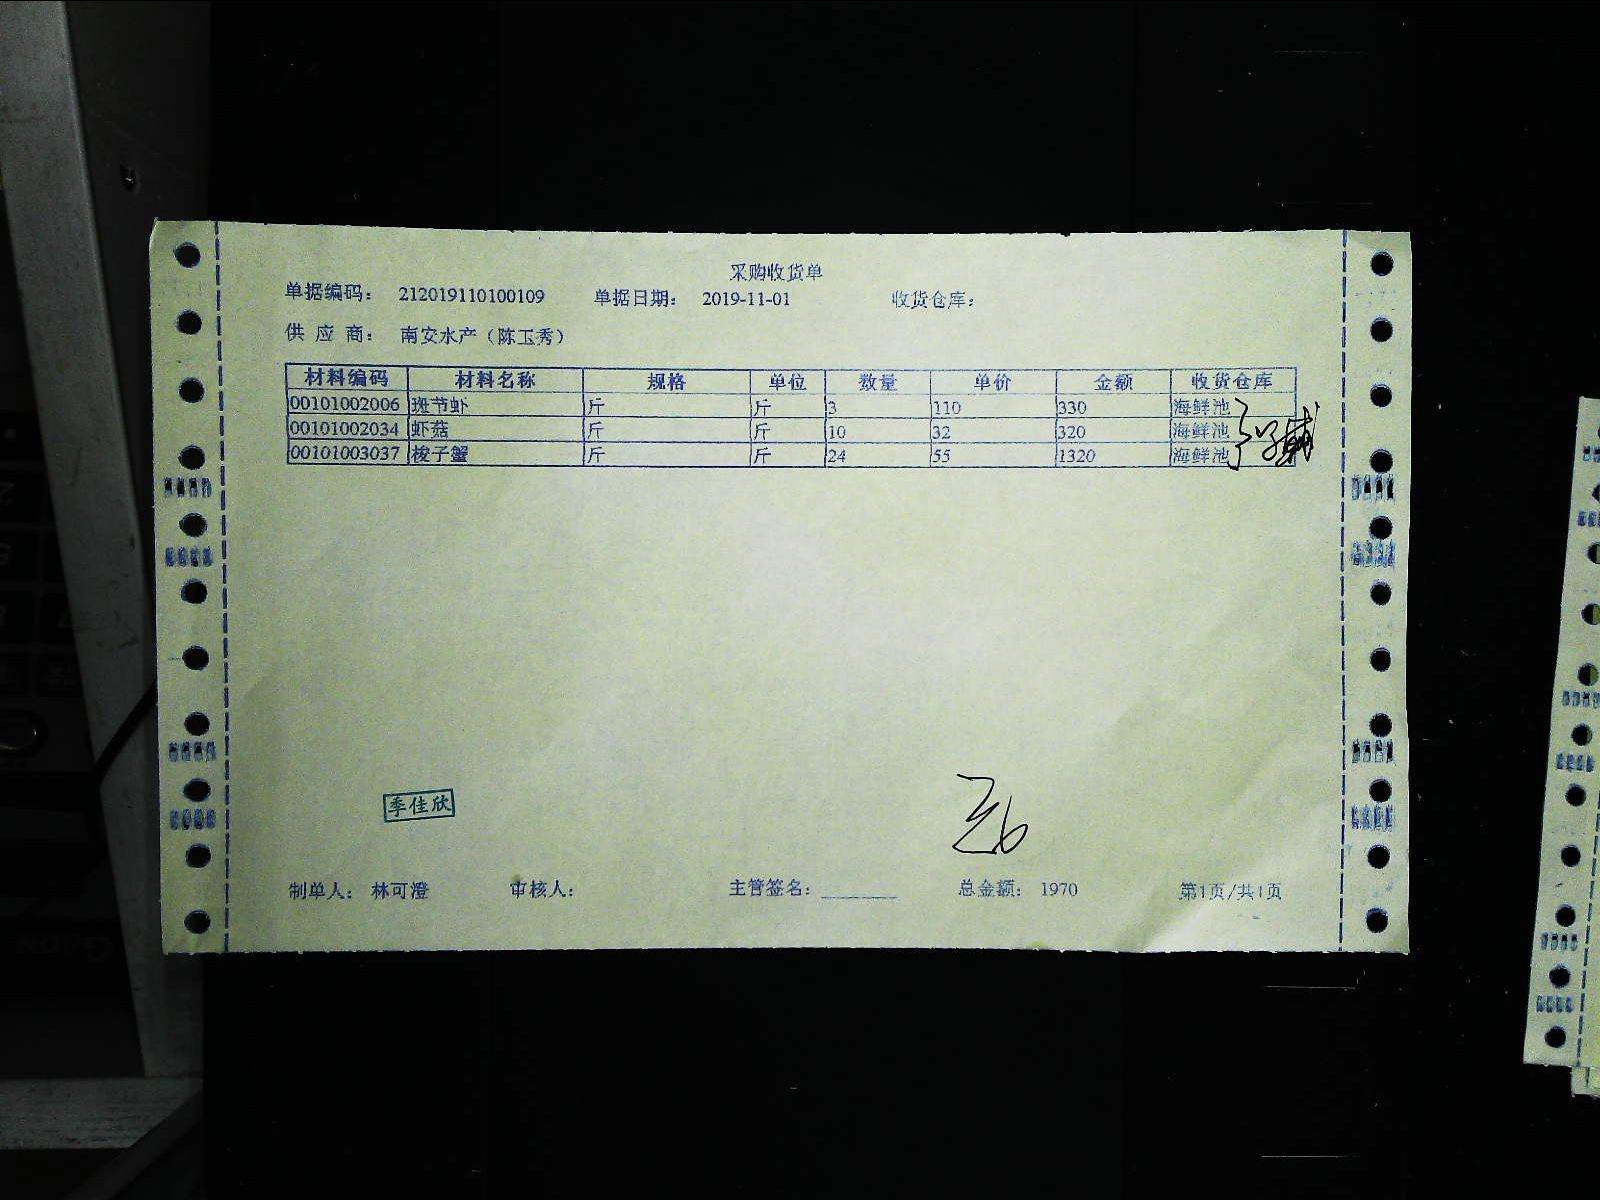 采购收货单
单据编码： 212019110100109 单据日期： 2019-11-01 收货仓库：
供 应 商： 南安水产（陈玉秀）
材料编码 材料名称 规格 单位 数量 单价 金额 收货仓库
00101002006 斑节虾 斤 斤 3 110 330 海鲜池
00101002034 虾菇 斤 斤 10 32 320 海鲜池
00101003037 梭子蟹 斤 斤 24 55 1320 海鲜池
季佳欣
制单人： 林可澄 审核人： 主管签名：________ 总金额： 1970 第1页/共1页